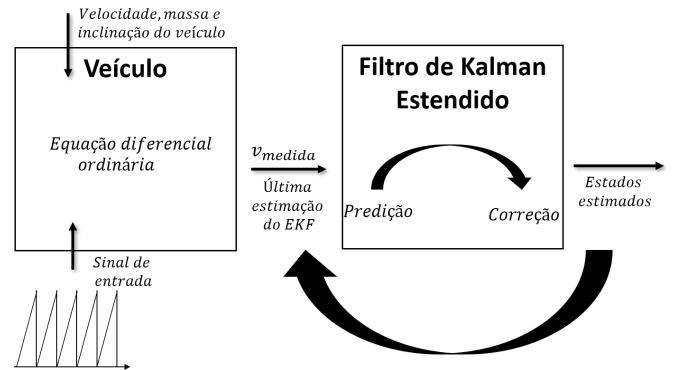 Velocidade, massa e
inclinação do veículo
Veículo
Equação diferencial
ordinária
Sinal de
entrada
v_medida
Última
estimação
do EKF
Filtro de Kalman
Estendido
Predição
Correção
Estados
estimados